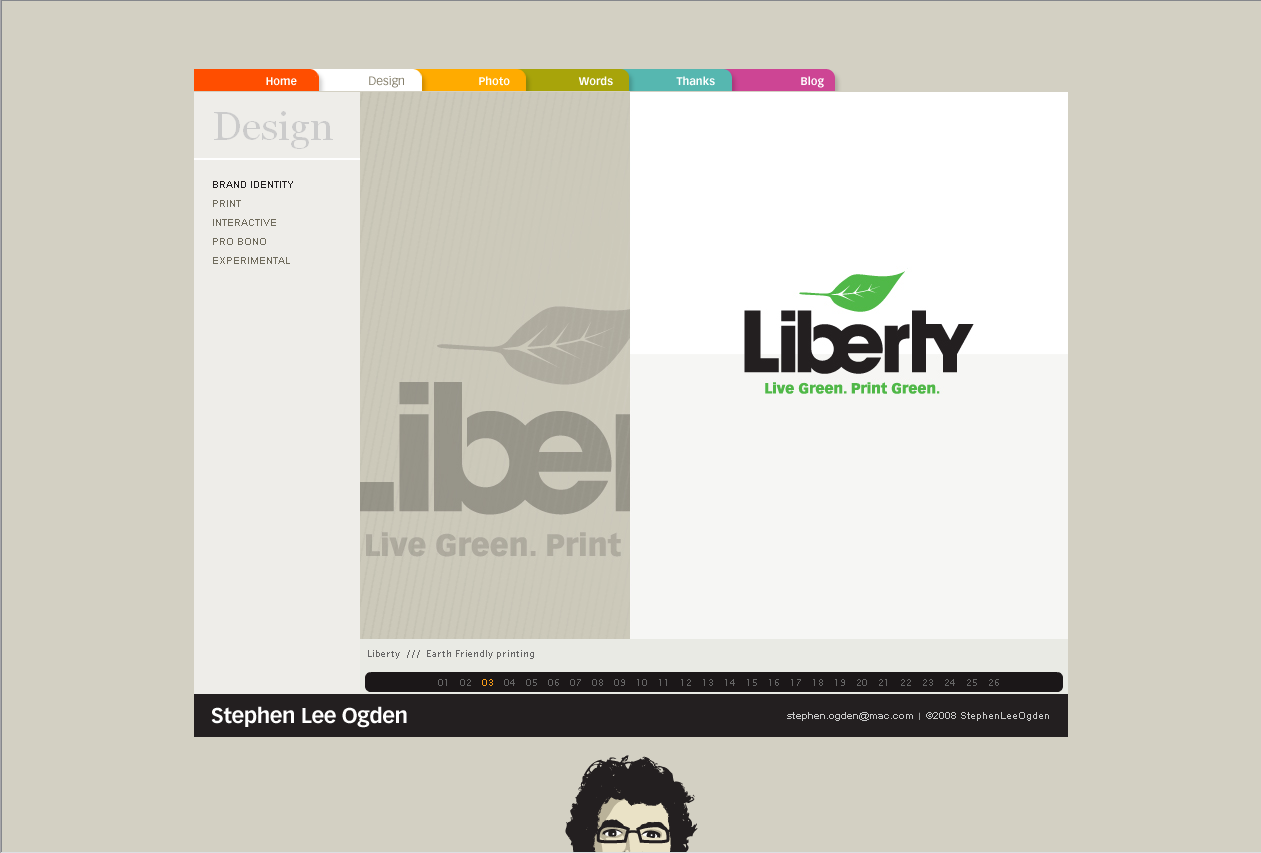 Home Design Photo Words Thanks Blog
Design
BRAND IDENTITY
PRINT
INTERACTIVE
PRO BONO
EXPERIMENTAL
Liber
Live Green. Print
Liberty
Live Green. Print Green.
Liberty /// Earth Friendly printing
01 02 03 04 05 06 07 08 09 10 11 12 13 14 15 16 17 18 19 20 21 22 23 24 25 26
Stephen Lee Ogden
stephen.ogden@mac.com | ©2008 StephenLeeOgden